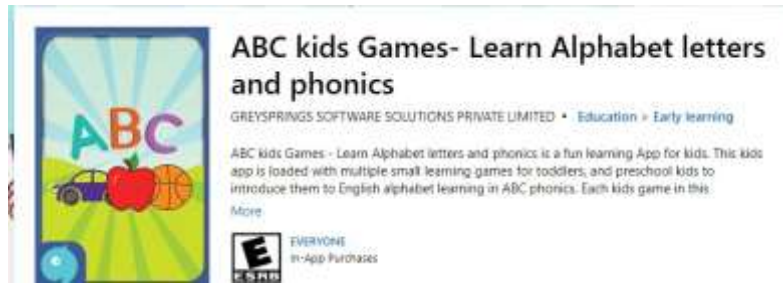 ABC
ABC kids Games- Learn Alphabet letters
and phonics
GREYSPRINGS SOFTWARE SOLUTIONS PRIVATE LIMITED • Education > Early learning
ABC kids Games - Learn Alphabet letters and phonics is a fun learning App for kids. This kids
app is loaded with multiple small learning games for toddlers, and preschool kids to
introduce them to English alphabet learning in ABC phonics. Each kids game in this
More
E
EVERYONE
In-App Purchases
ESRB